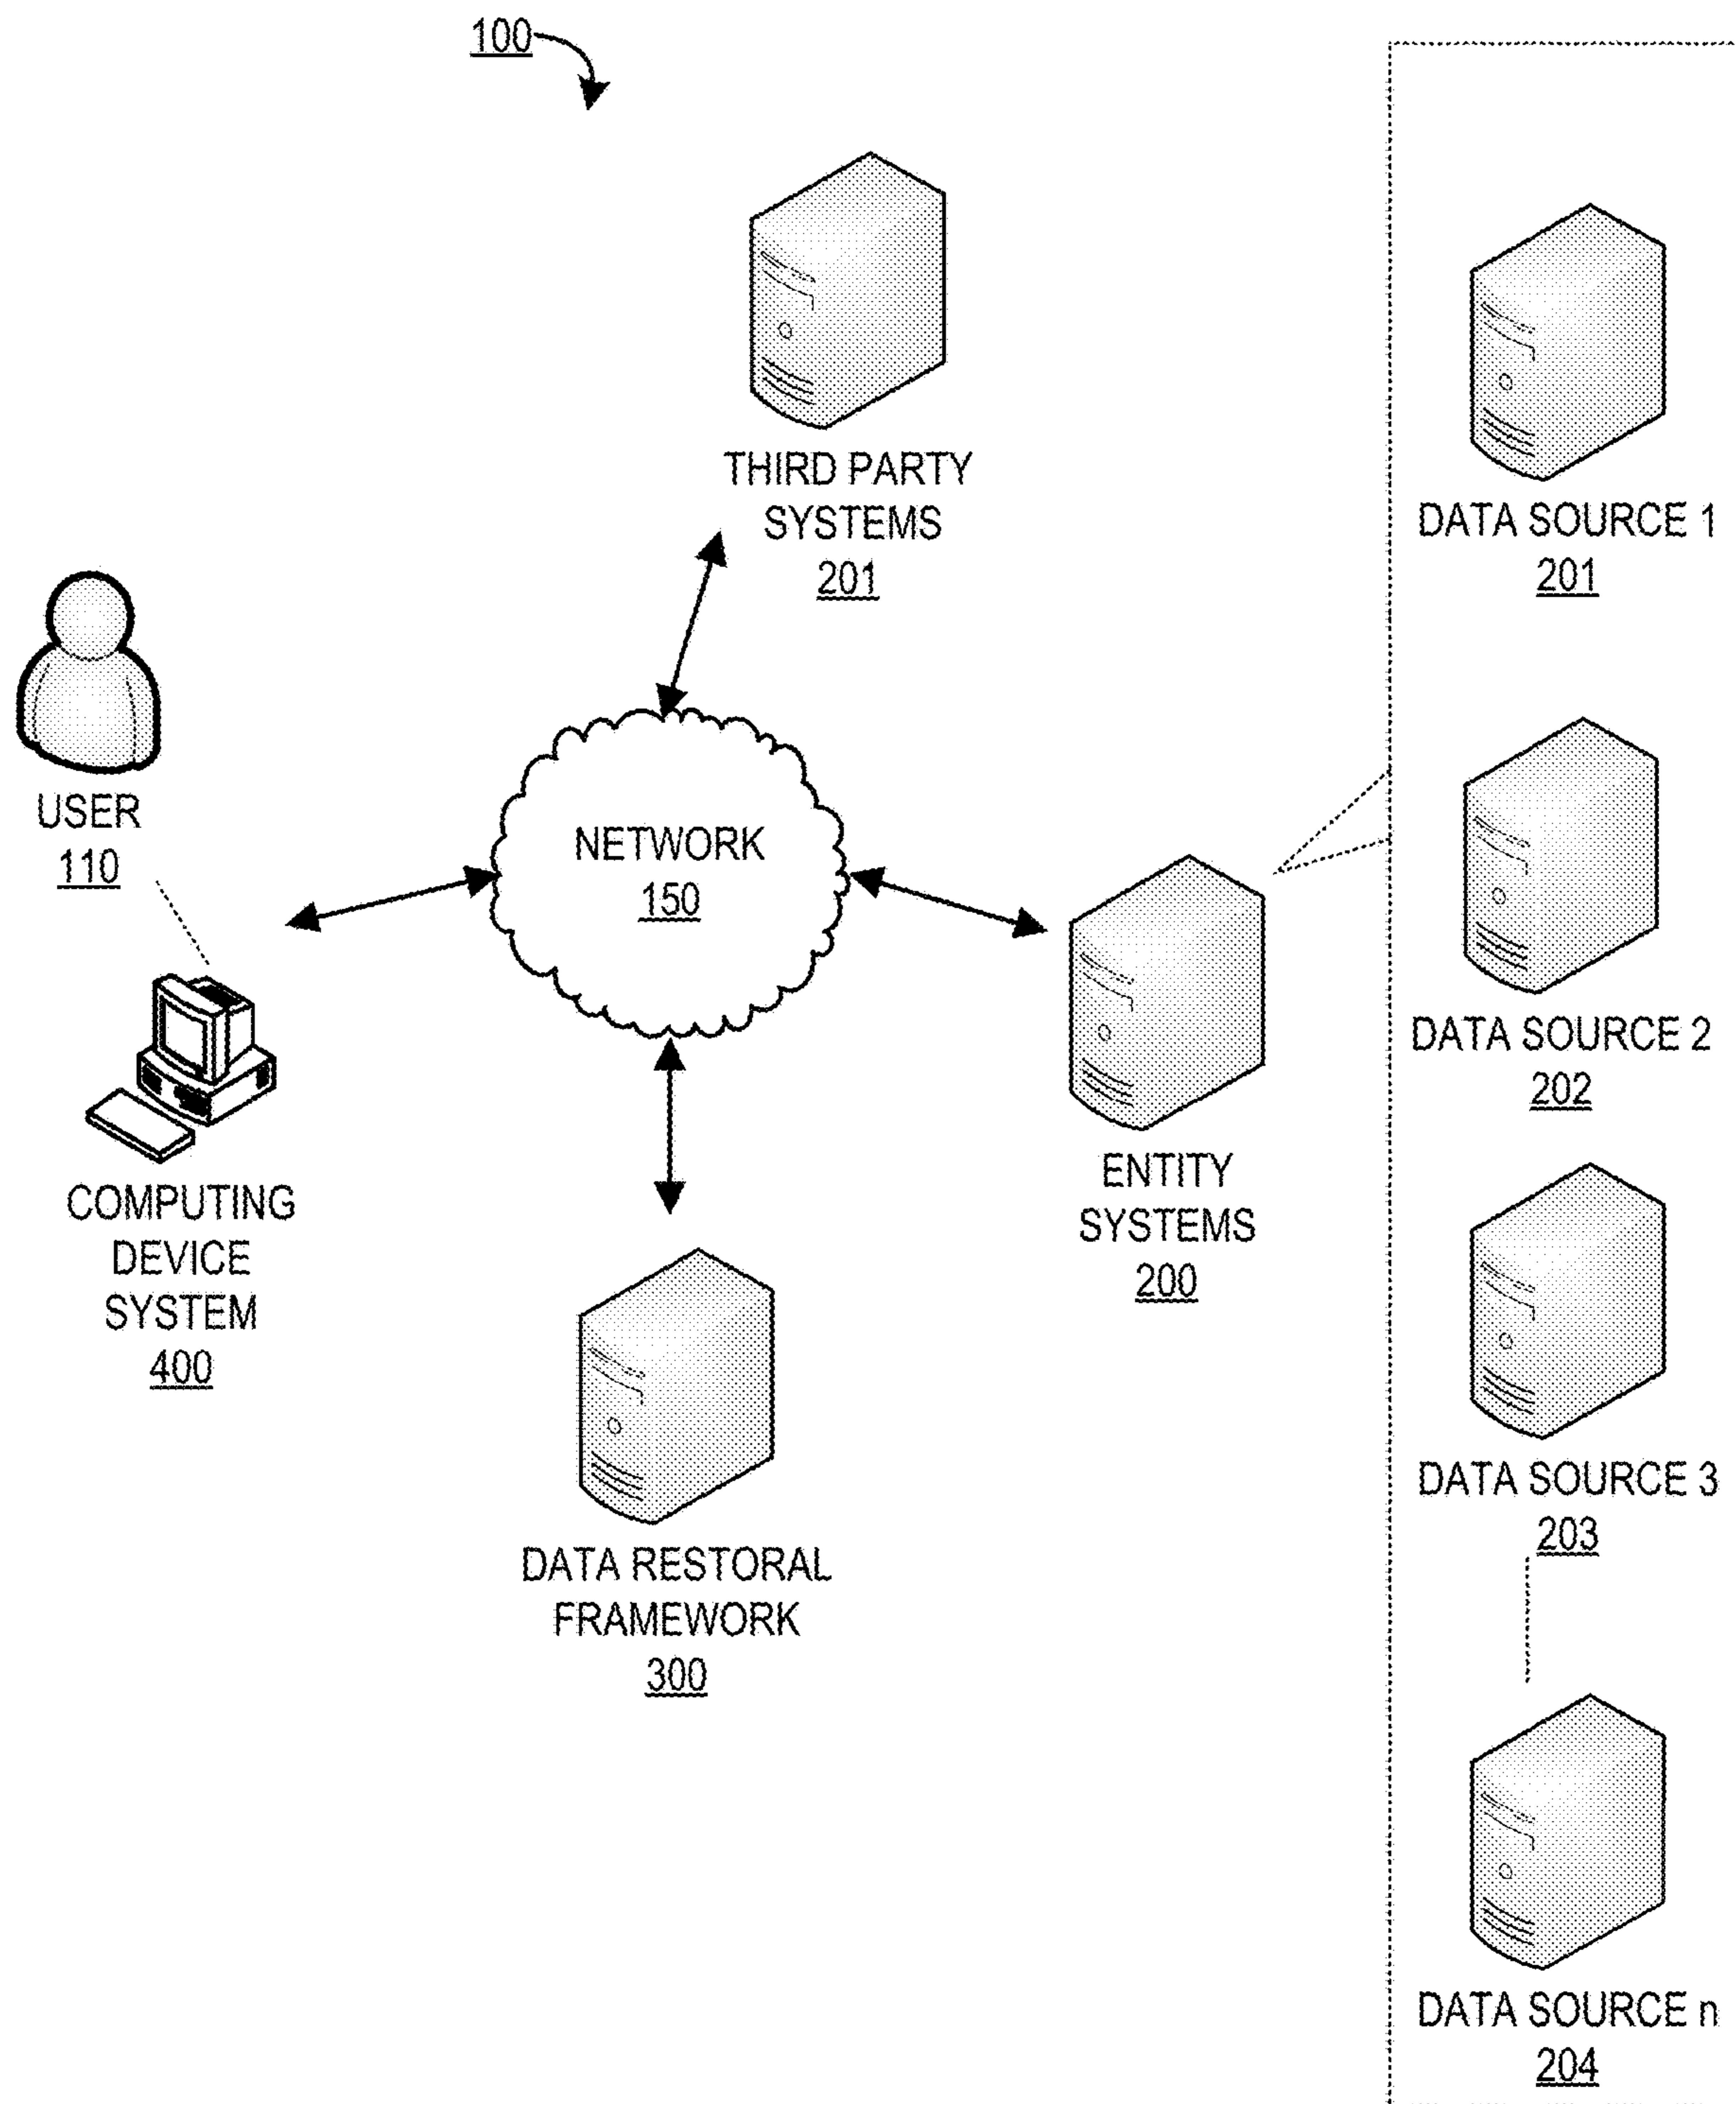 100
THIRD PARTY
SYSTEMS
201
USER
110
NETWORK
150
COMPUTING
DEVICE
SYSTEM
400
ENTITY
SYSTEMS
200
DATA RESTORAL
FRAMEWORK
300
DATA SOURCE 1
201
DATA SOURCE 2
202
DATA SOURCE 3
203
DATA SOURCE n
204